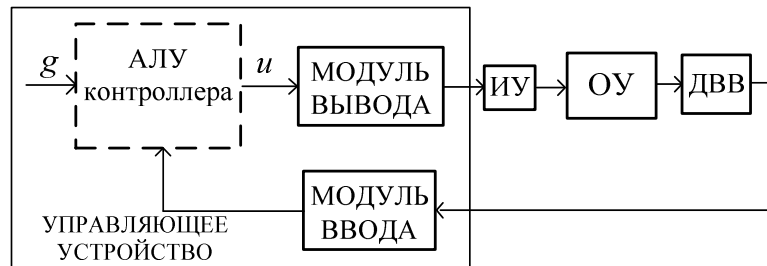 g
АЛУ
контроллера
u
МОДУЛЬ
ВЫВОДА
ИУ
ОУ
ДВВ
МОДУЛЬ
ВВОДА
УПРАВЛЯЮЩЕЕ
УСТРОЙСТВО